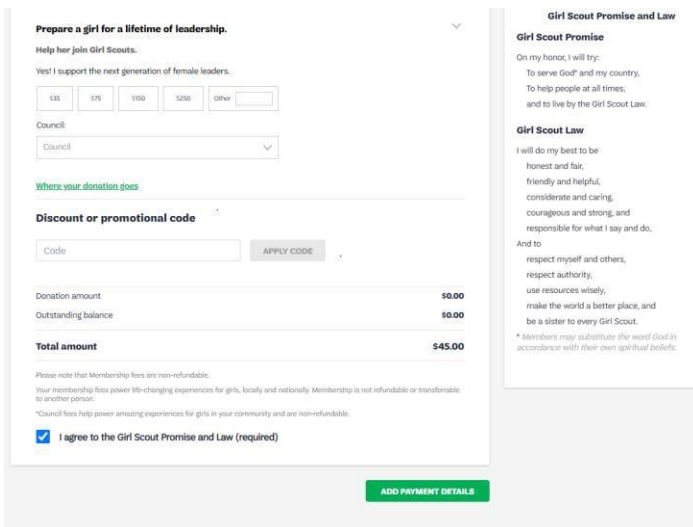 Prepare a girl for a lifetime of leadership.
Help her join Girl Scouts.
Yes! I support the next generation of female leaders.
$35 $75 $150 $250 Other
Council:
Council
Where your donation goes
Discount or promotional code
Code APPLY CODE
Donation amount $0.00
Outstanding balance $0.00
Total amount $45.00
Please note that Membership fees are non-refundable.
Your membership fees power life-changing experiences for girls, locally and nationally. Membership is not refundable or transferrable
to another person.
*Council fees help power amazing experiences for girls in your community and are non-refundable.
I agree to the Girl Scout Promise and Law (required)
ADD PAYMENT DETAILS
Girl Scout Promise and Law
Girl Scout Promise
On my honor, I will try:
To serve God* and my country,
To help people at all times,
and to live by the Girl Scout Law.
Girl Scout Law
I will do my best to be
honest and fair,
friendly and helpful,
considerate and caring,
courageous and strong, and
responsible for what I say and do,
And to
respect myself and others,
respect authority,
use resources wisely,
make the world a better place, and
be a sister to every Girl Scout.
* Members may substitute the word God in
accordance with their own spiritual beliefs.